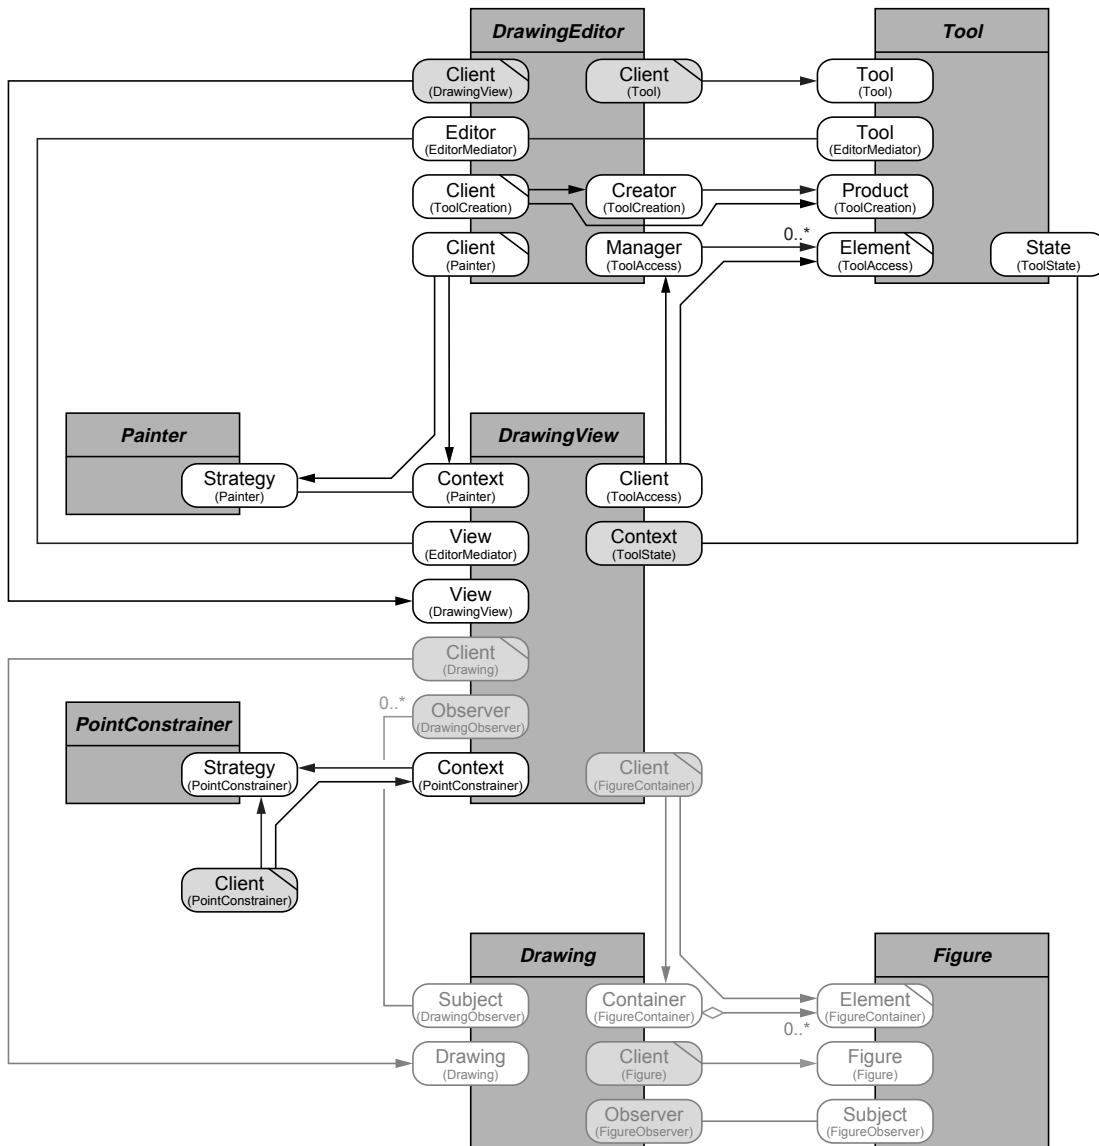 DrawingEditor
Tool
Client
(DrawingView)
Client
(Tool)
Tool
(Tool)
Editor
(EditorMediator)
Tool
(EditorMediator)
Client
(ToolCreation)
Creator
(ToolCreation)
Product
(ToolCreation)
Client
(Painter)
Manager
(ToolAccess)
0..*
Element
(ToolAccess)
State
(ToolState)
Painter
DrawingView
Strategy
(Painter)
Context
(Painter)
Client
(ToolAccess)
View
(EditorMediator)
Context
(ToolState)
View
(DrawingView)
Client
(Drawing)
0..*
Observer
(DrawingObserver)
PointConstrainer
Strategy
(PointConstrainer)
Context
(PointConstrainer)
Client
(FigureContainer)
Client
(PointConstrainer)
Drawing
Figure
Subject
(DrawingObserver)
Container
(FigureContainer)
Element
(FigureContainer)
0..*
Drawing
(Drawing)
Client
(Figure)
Figure
(Figure)
Observer
(FigureObserver)
Subject
(FigureObserver)